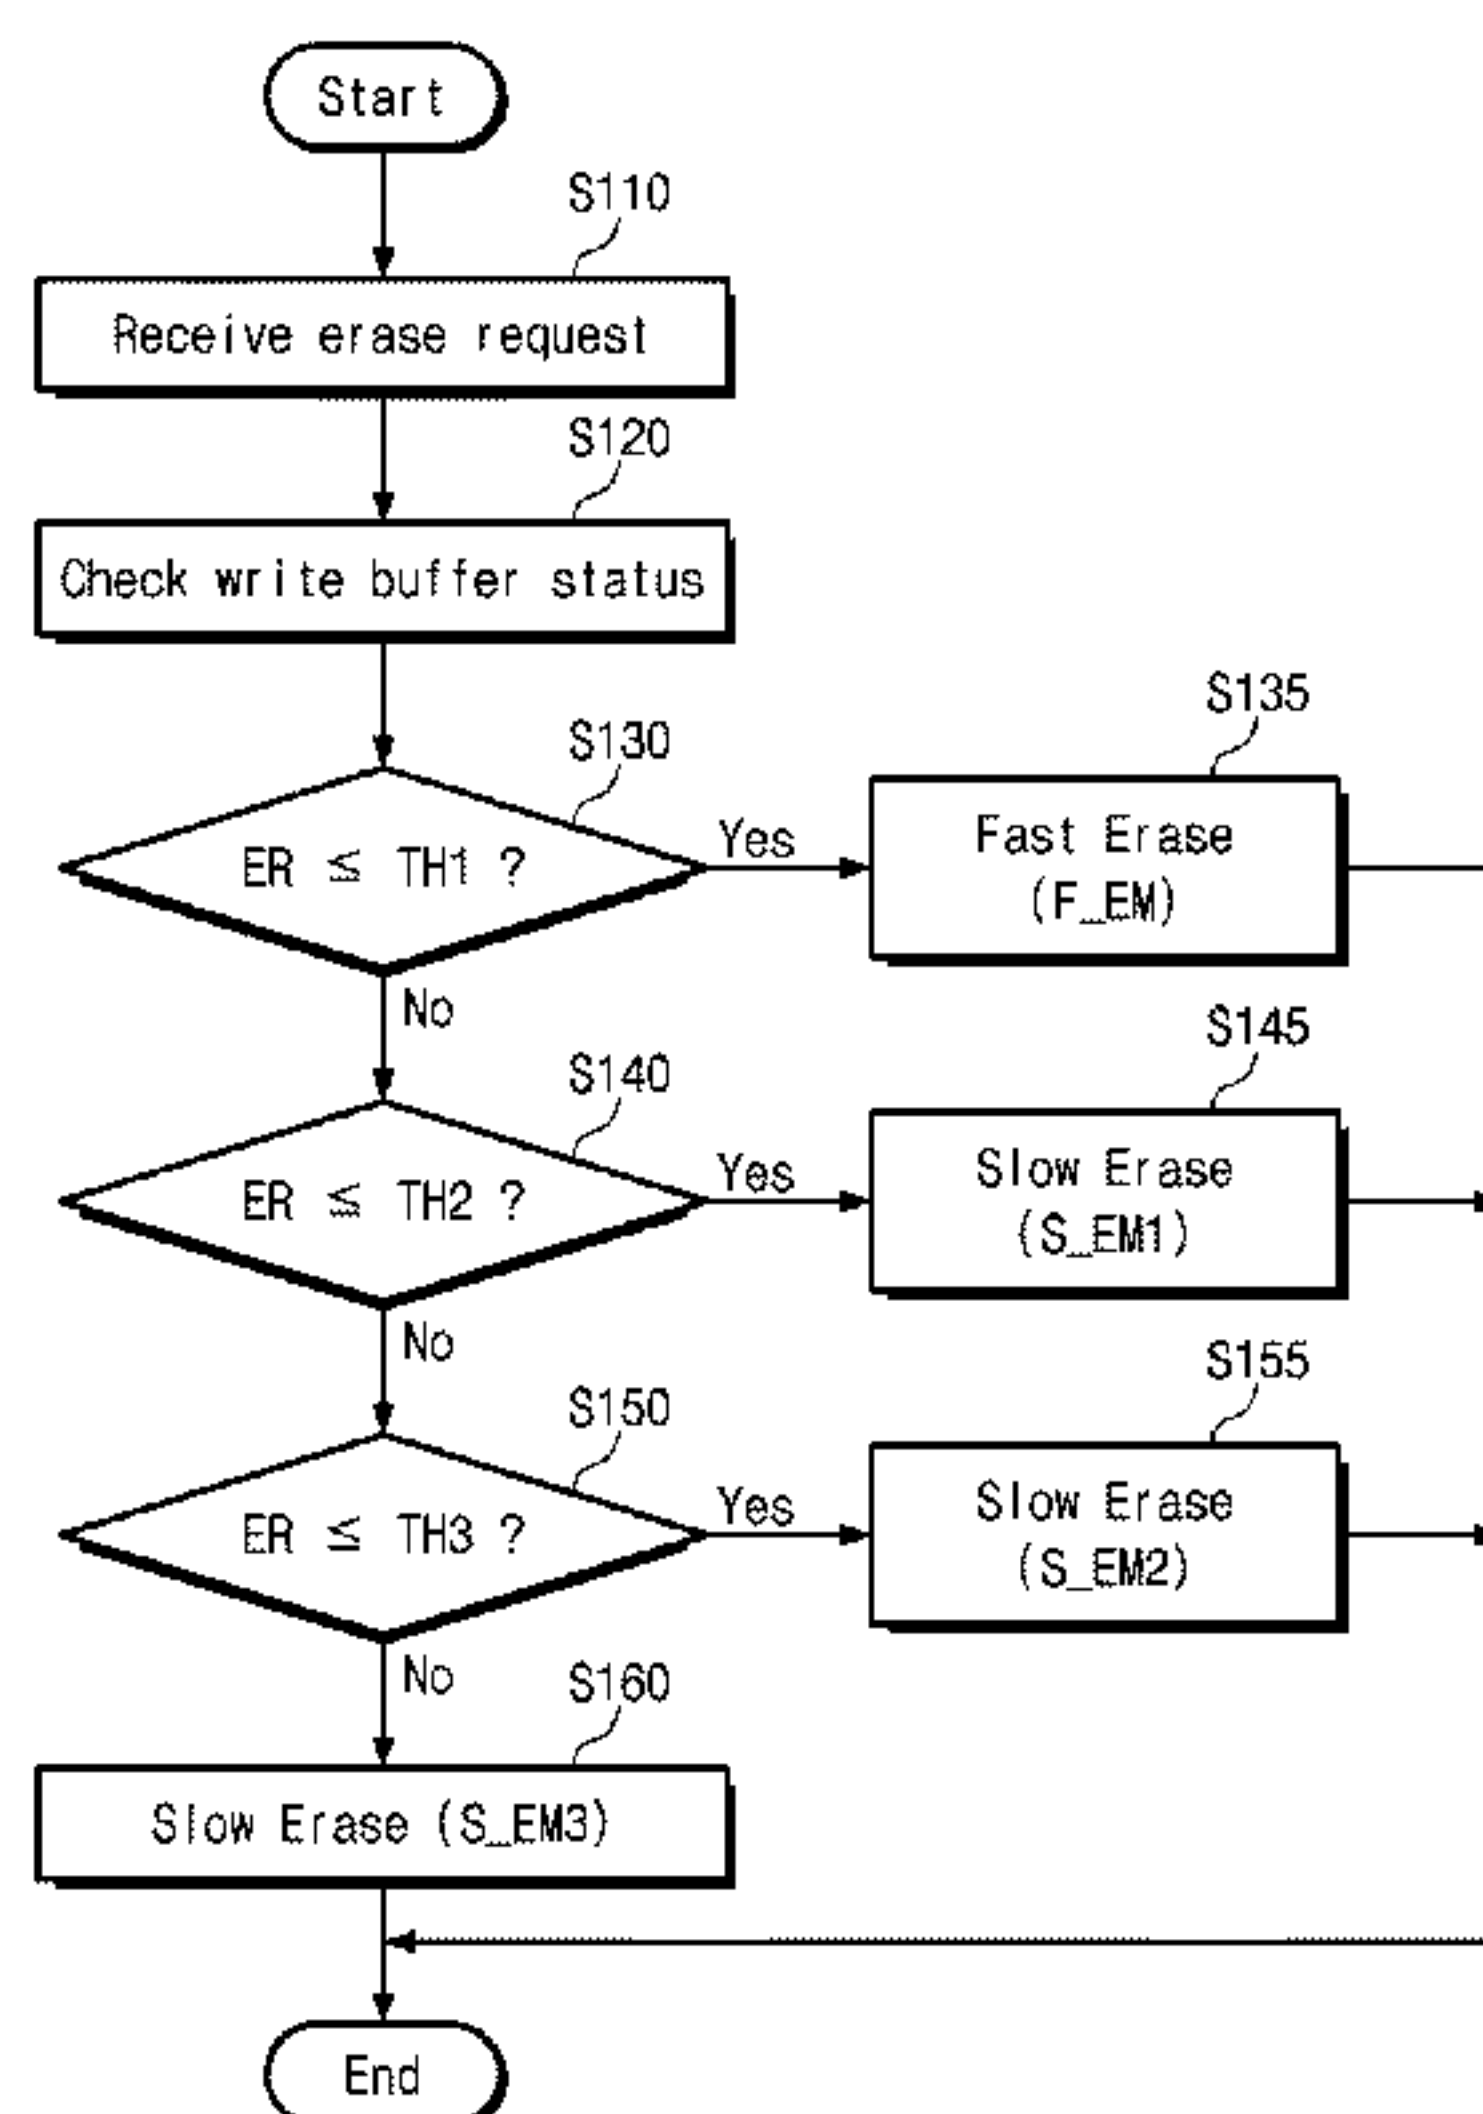 Start
S110
Receive erase request
S120
Check write buffer status
S130
ER ≤ TH1 ?
Yes
S135
Fast Erase
(F_EM)
No
S140
ER ≤ TH2 ?
Yes
S145
Slow Erase
(S_EM1)
No
S150
ER ≤ TH3 ?
Yes
S155
Slow Erase
(S_EM2)
No
S160
Slow Erase (S_EM3)
End